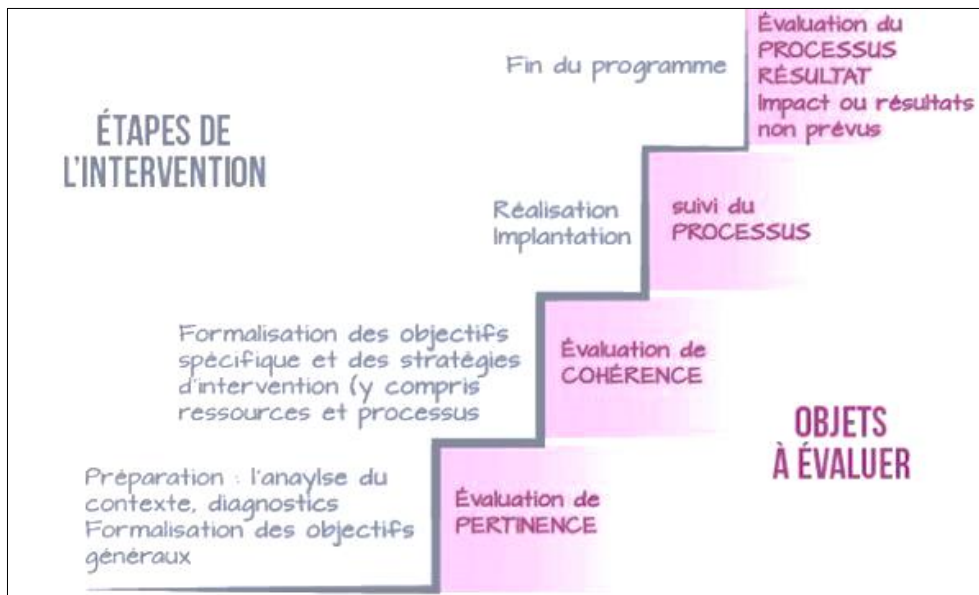 Évaluation du
PROCESSUS
RÉSULTAT
Impact ou résultats
non prévus
Fin du programme
ÉTAPES DE
L'INTERVENTION
Réalisation
Implantation
suivi du
PROCESSUS
Formalisation des objectifs
spécifique et des stratégies
d'intervention (y compris
ressources et processus
Évaluation de
COHÉRENCE
OBJETS
À ÉVALUER
Préparation : l'anaylse du
contexte, diagnostics
Formalisation des objectifs
généraux
Évaluation de
PERTINENCE